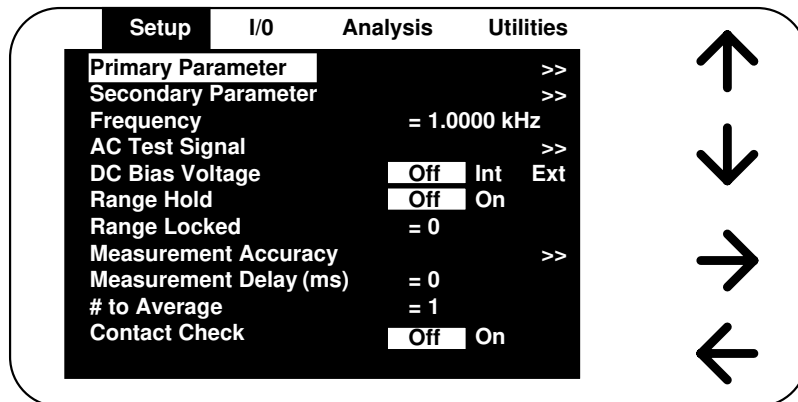 Setup I/0 Analysis Utilities
Primary Parameter >>
Secondary Parameter >>
Frequency = 1.0000 kHz
AC Test Signal >>
DC Bias Voltage Off Int Ext
Range Hold Off On
Range Locked = 0
Measurement Accuracy >>
Measurement Delay (ms) = 0
# to Average = 1
Contact Check Off On